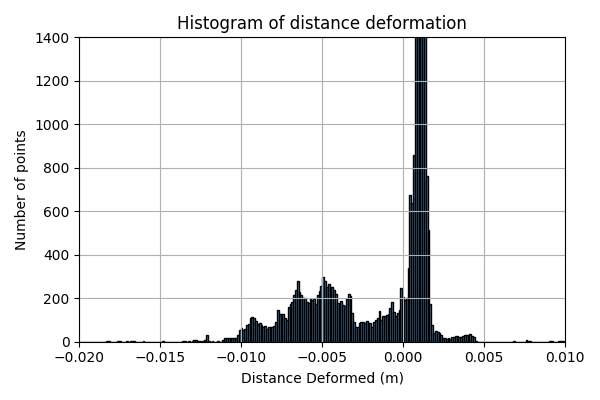 Histogram of distance deformation
1400
1200
1000
800
600
400
200
0
Number of points
−0.020 −0.015 −0.010 −0.005 0.000 0.005 0.010
Distance Deformed (m)